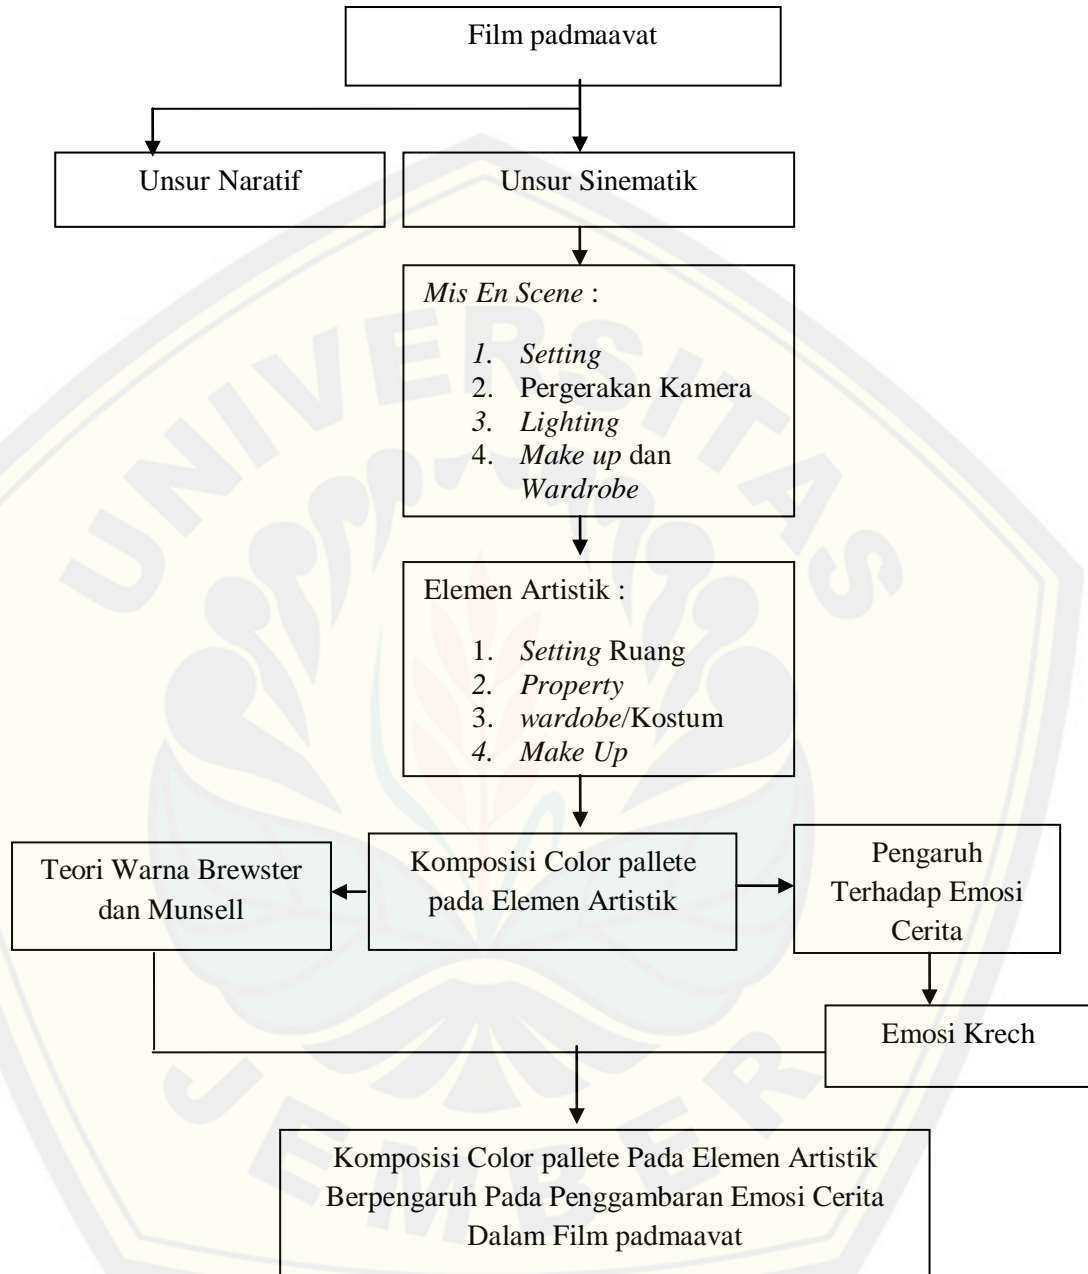 Film padmaavat
Unsur Naratif
Unsur Sinematik
Mis En Scene :
1. Setting
2. Pergerakan Kamera
3. Lighting
4. Make up dan
Wardrobe
Elemen Artistik :
1. Setting Ruang
2. Property
3. wardobe/Kostum
4. Make Up
Teori Warna Brewster
dan Munsell
Komposisi Color pallete
pada Elemen Artistik
Pengaruh
Terhadap Emosi
Cerita
Emosi Krech
Komposisi Color pallete Pada Elemen Artistik
Berpengaruh Pada Penggambaran Emosi Cerita
Dalam Film padmaavat
UNIVERSITAS
JEMBER